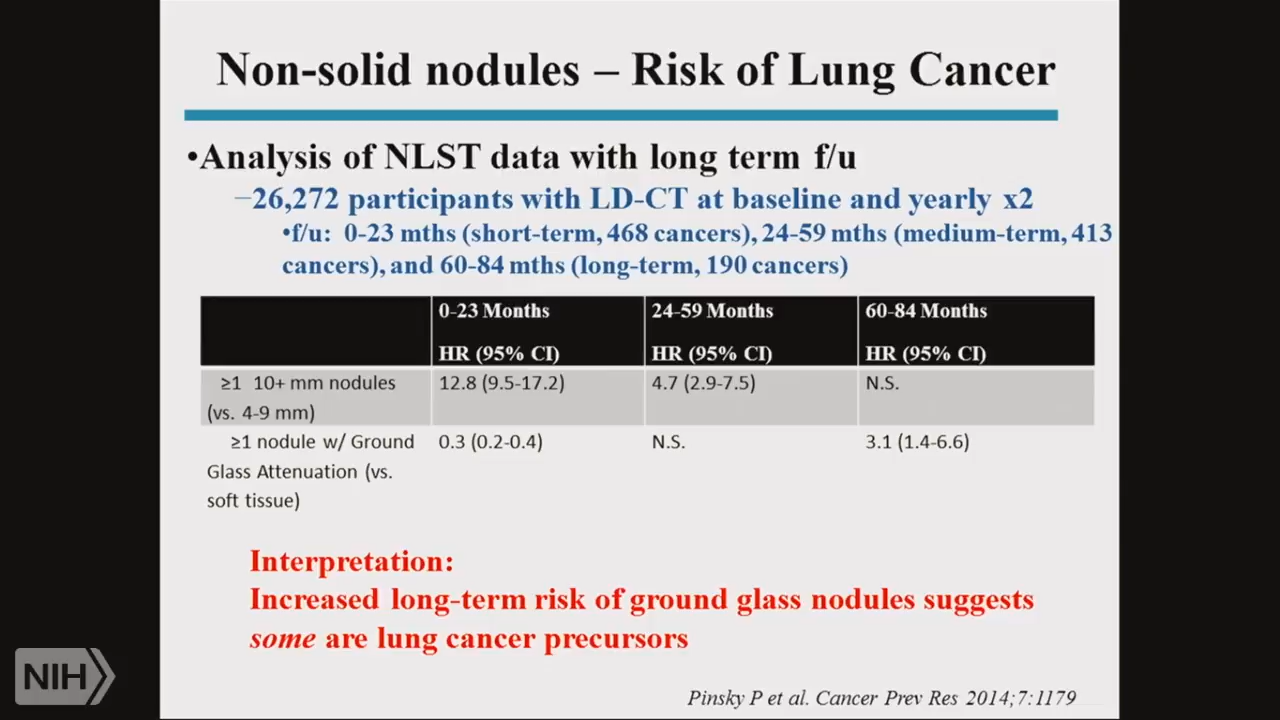 Non-solid nodules – Risk of Lung Cancer
•Analysis of NLST data with long term f/u
–26,272 participants with LD-CT at baseline and yearly x2
•f/u: 0-23 mths (short-term, 468 cancers), 24-59 mths (medium-term, 413
cancers), and 60-84 mths (long-term, 190 cancers)
0-23 Months 24-59 Months 60-84 Months
HR (95% CI) HR (95% CI) HR (95% CI)
≥1 10+ mm nodules 12.8 (9.5-17.2) 4.7 (2.9-7.5) N.S.
(vs. 4-9 mm)
≥1 nodule w/ Ground 0.3 (0.2-0.4) N.S. 3.1 (1.4-6.6)
Glass Attenuation (vs.
soft tissue)
Interpretation:
Increased long-term risk of ground glass nodules suggests
some are lung cancer precursors
NIH
Pinsky P et al. Cancer Prev Res 2014;7:1179